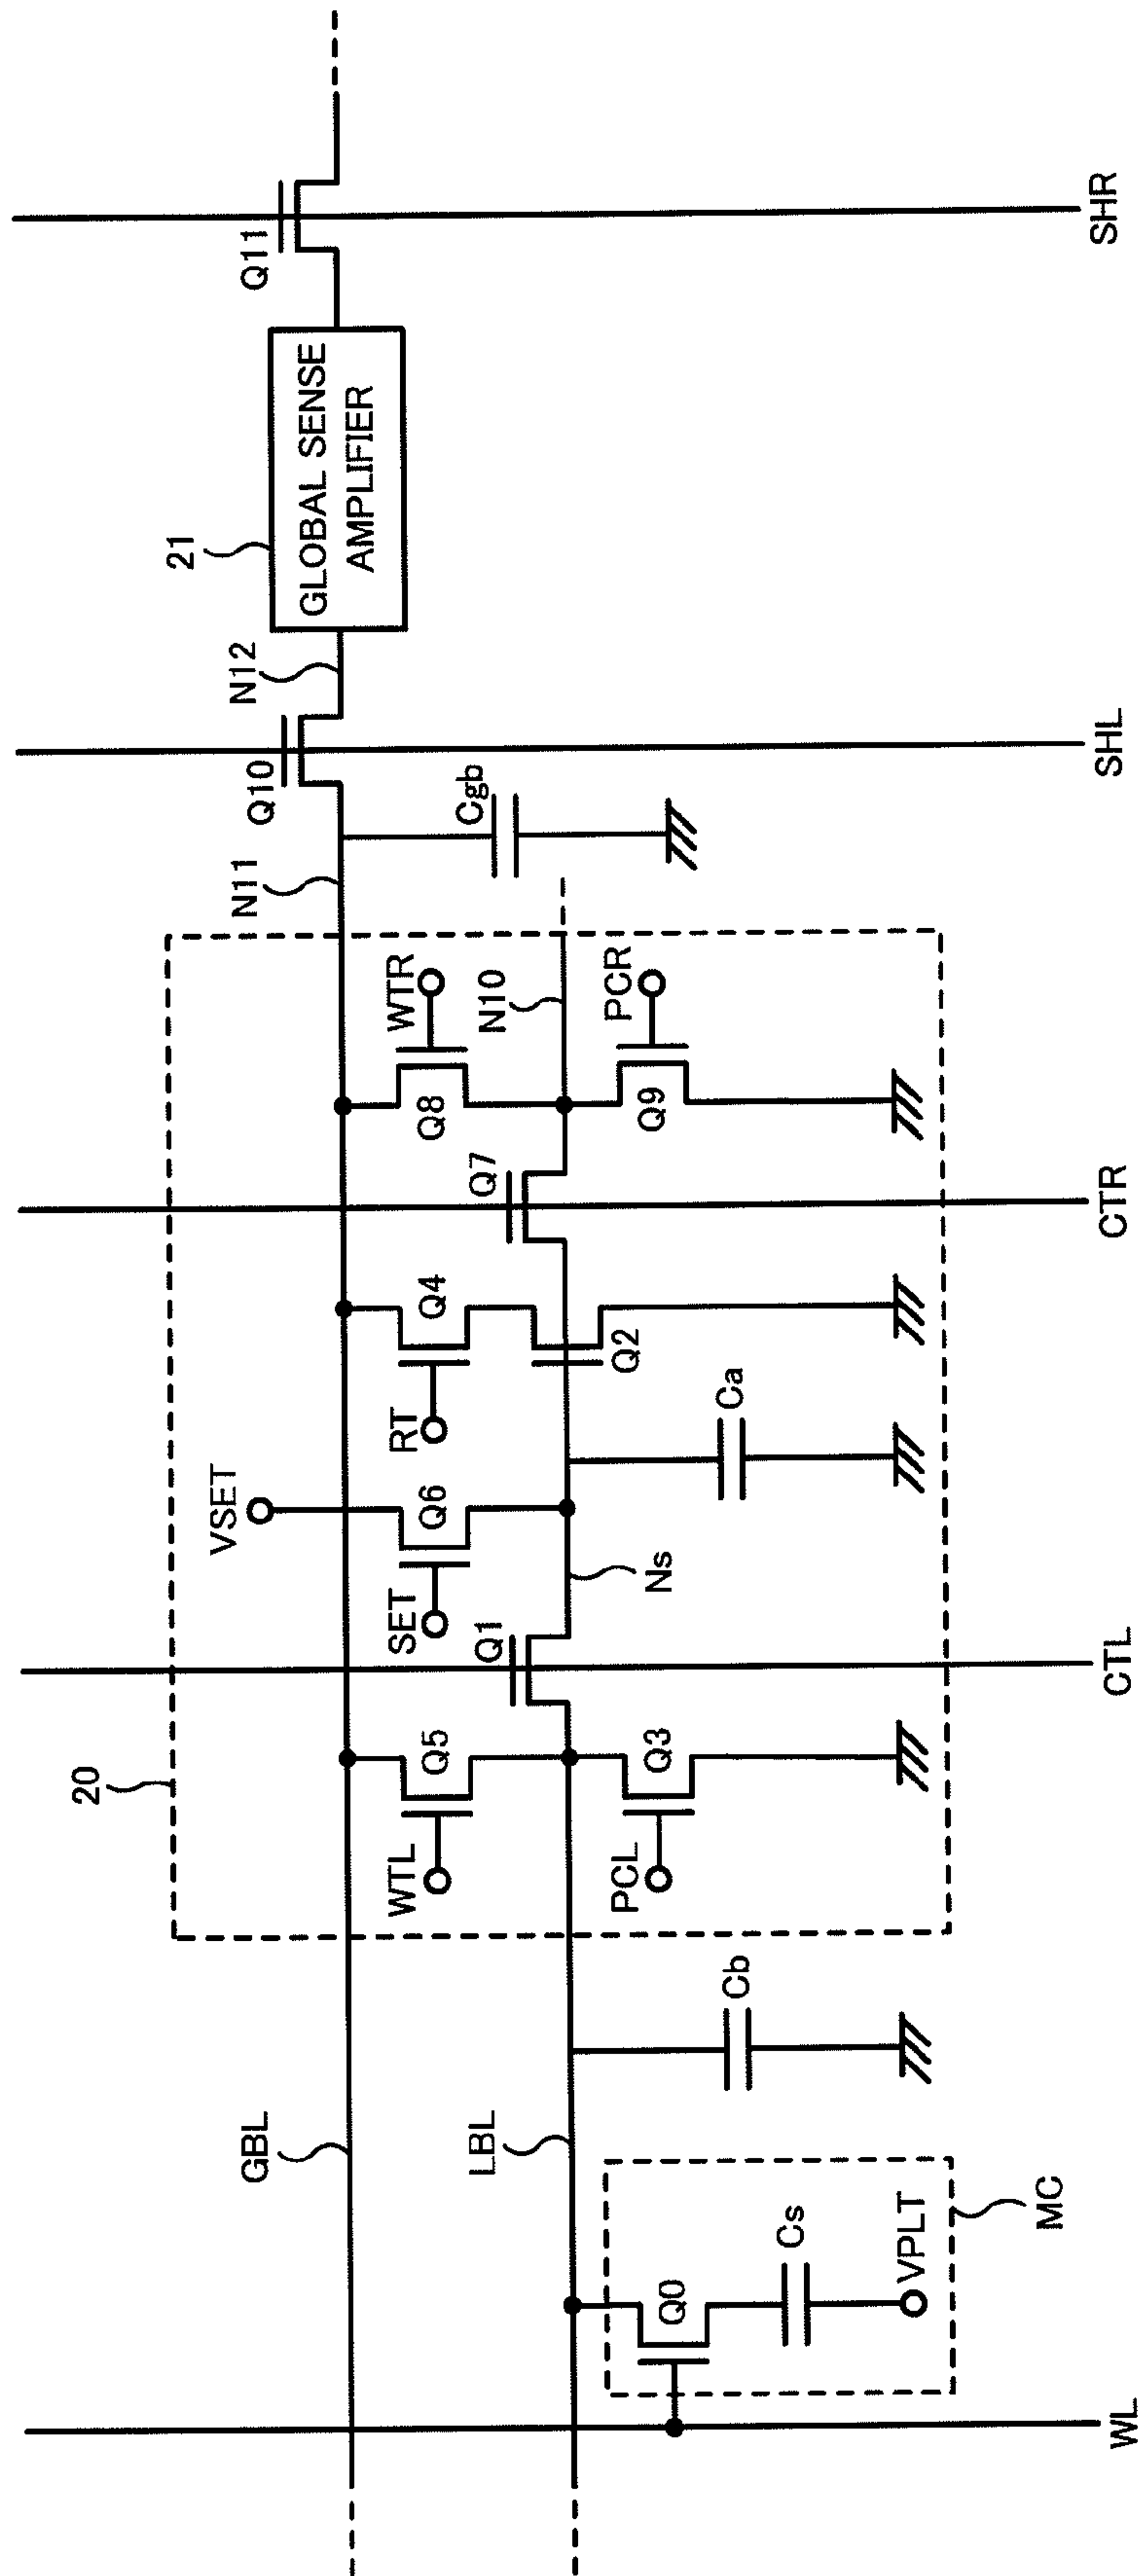 20
21
GLOBAL SENSE
AMPLIFIER
Q11
Q10
N12
N11
GBL
LBL
VSET
WTL
Q5
SET
Q6
RT
Q4
Q8
WTR
Cgb
Q1
Q7
N10
Ns
Q2
PCL
Q3
Ca
Q9
PCR
Cb
Q0
Cs
VPLT
MC
WL
CTL
CTR
SHL
SHR